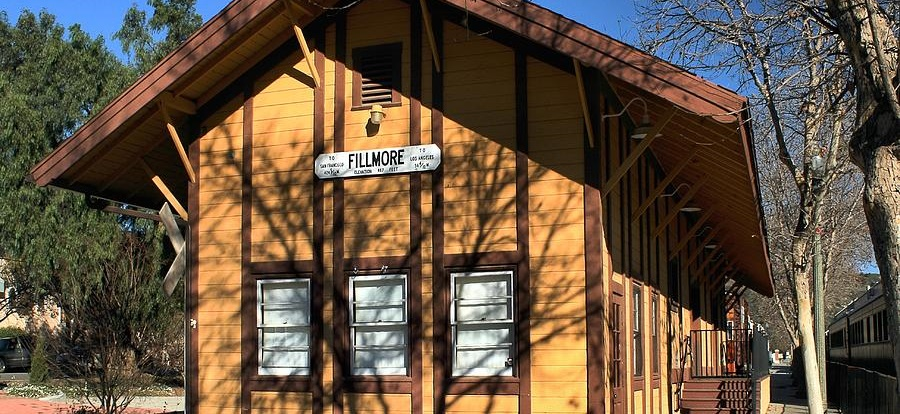 FILLMORE
TO
SAN FRANCISCO
TO
LOS ANGELES
ELEVATION FEET